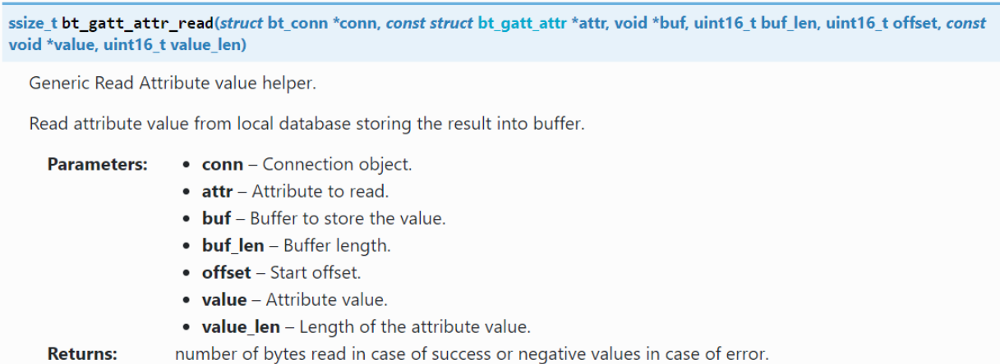 ssize_t bt_gatt_attr_read(struct bt_conn *conn, const struct bt_gatt_attr *attr, void *buf, uint16_t buf_len, uint16_t offset, const
void *value, uint16_t value_len)
Generic Read Attribute value helper.
Read attribute value from local database storing the result into buffer.
Parameters: • conn – Connection object.
• attr – Attribute to read.
• buf – Buffer to store the value.
• buf_len – Buffer length.
• offset – Start offset.
• value – Attribute value.
• value_len – Length of the attribute value.
Returns: number of bytes read in case of success or negative values in case of error.